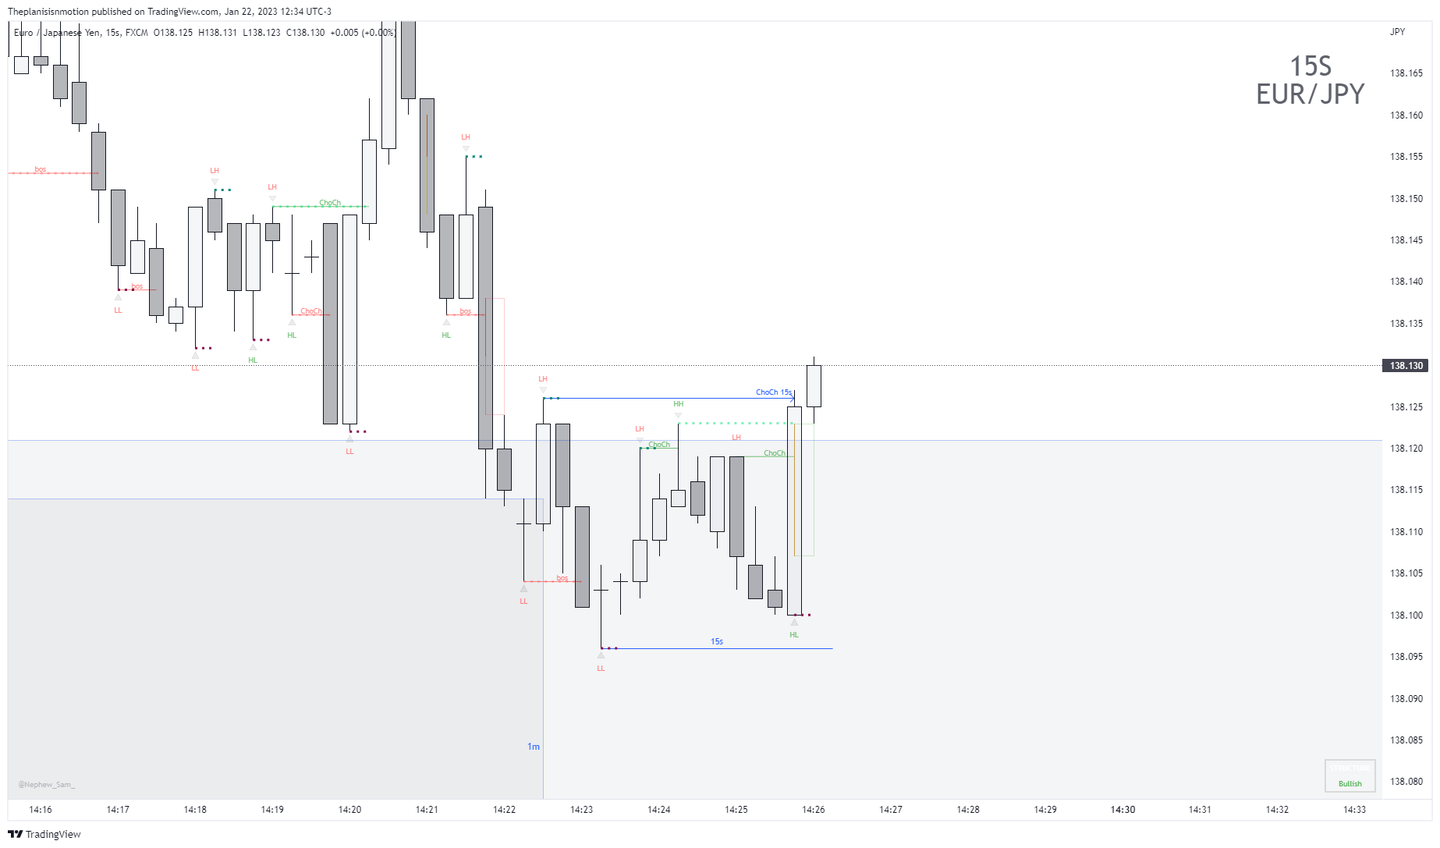 Theplanisisnmotion published on TradingView.com, Jan 22, 2023 12:34 UTC-3
Euro / Japanese Yen, 15s, FXCM O138.125 H138.131 L138.123 C138.130 +0.005 (+0.00%)
JPY
15S
EUR/JPY
138.165
138.160
138.155
138.150
138.145
138.140
138.135
138.130
138.125
138.120
138.115
138.110
138.105
138.100
138.095
138.090
138.085
138.080
LH
bos
LH
LH
ChoCh
bos
LL
ChoCh
bos
HL
HL
HL
LL
LH
ChoCh 15s
HH
LH
LH
ChoCh
ChoCh
LL
bos
LL
HL
15s
LL
1m
@Nephew_Sam_
Bullish
14:16 14:17 14:18 14:19 14:20 14:21 14:22 14:23 14:24 14:25 14:26 14:27 14:28 14:29 14:30 14:31 14:32 14:33
TradingView